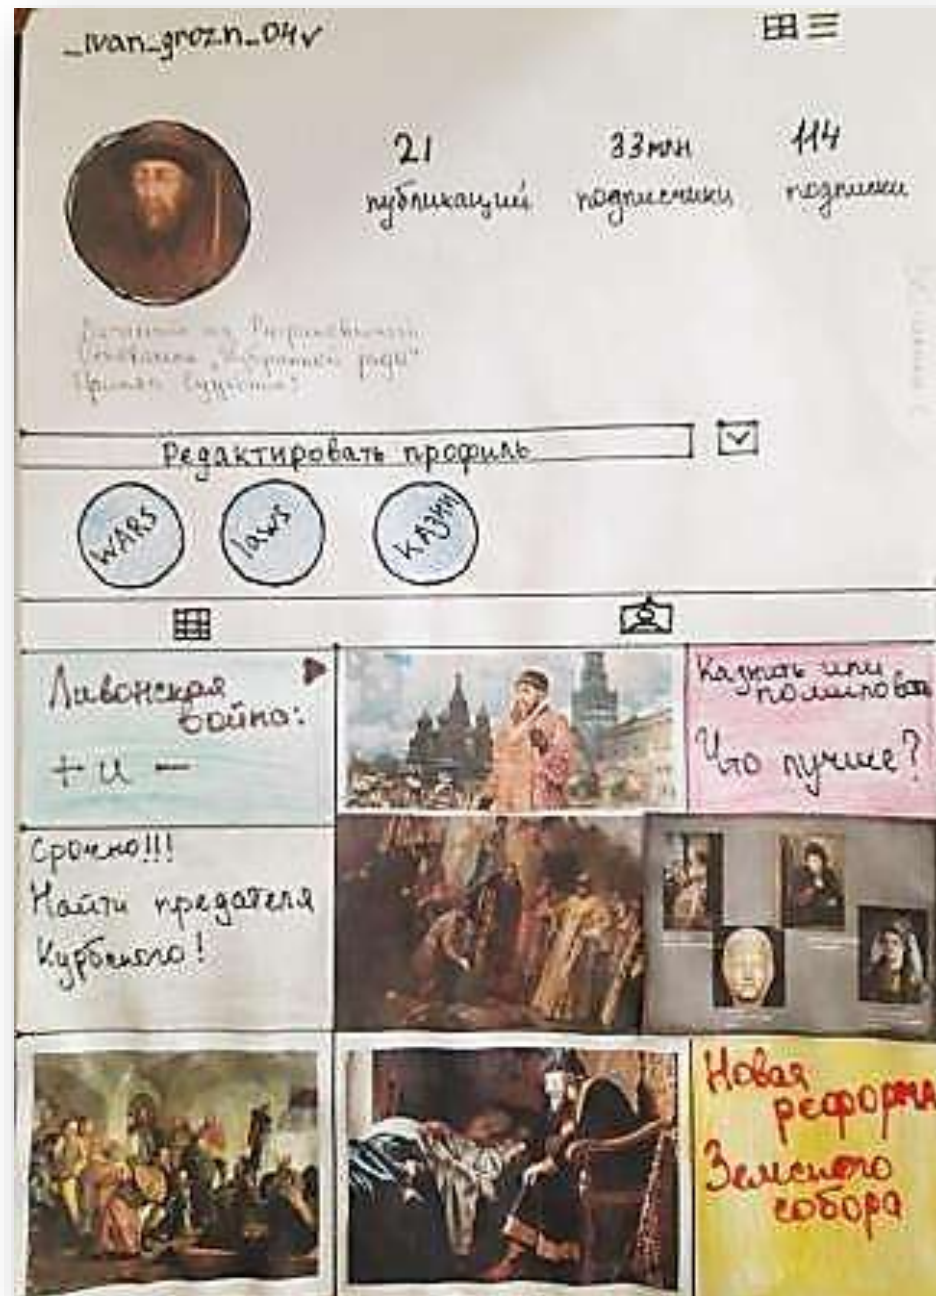 _ivan_grozn_04
21
33млн
114
публикаций
подписчики
подписки
Редактировать профиль
WARS
laws
КАЗНИ
Ливонская
война:
+ и —
Казнить или
помиловать
Что лучше?
Срочно!!!
Найти предателя
Курбского!
Новая
реформа
Земского
собора